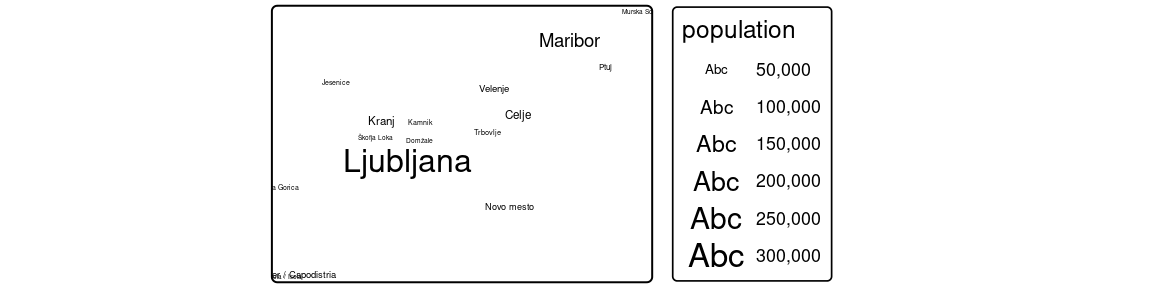 Murska So
Maribor
Ptuj
Jesenice
Velenje
Kranj
Kamnik
Celje
Škofja Loka
Domžale
Trbovlje
Ljubljana
a Gorica
Novo mesto
er / Capodistria
population
Abc 50,000
Abc 100,000
Abc 150,000
Abc 200,000
Abc 250,000
Abc 300,000